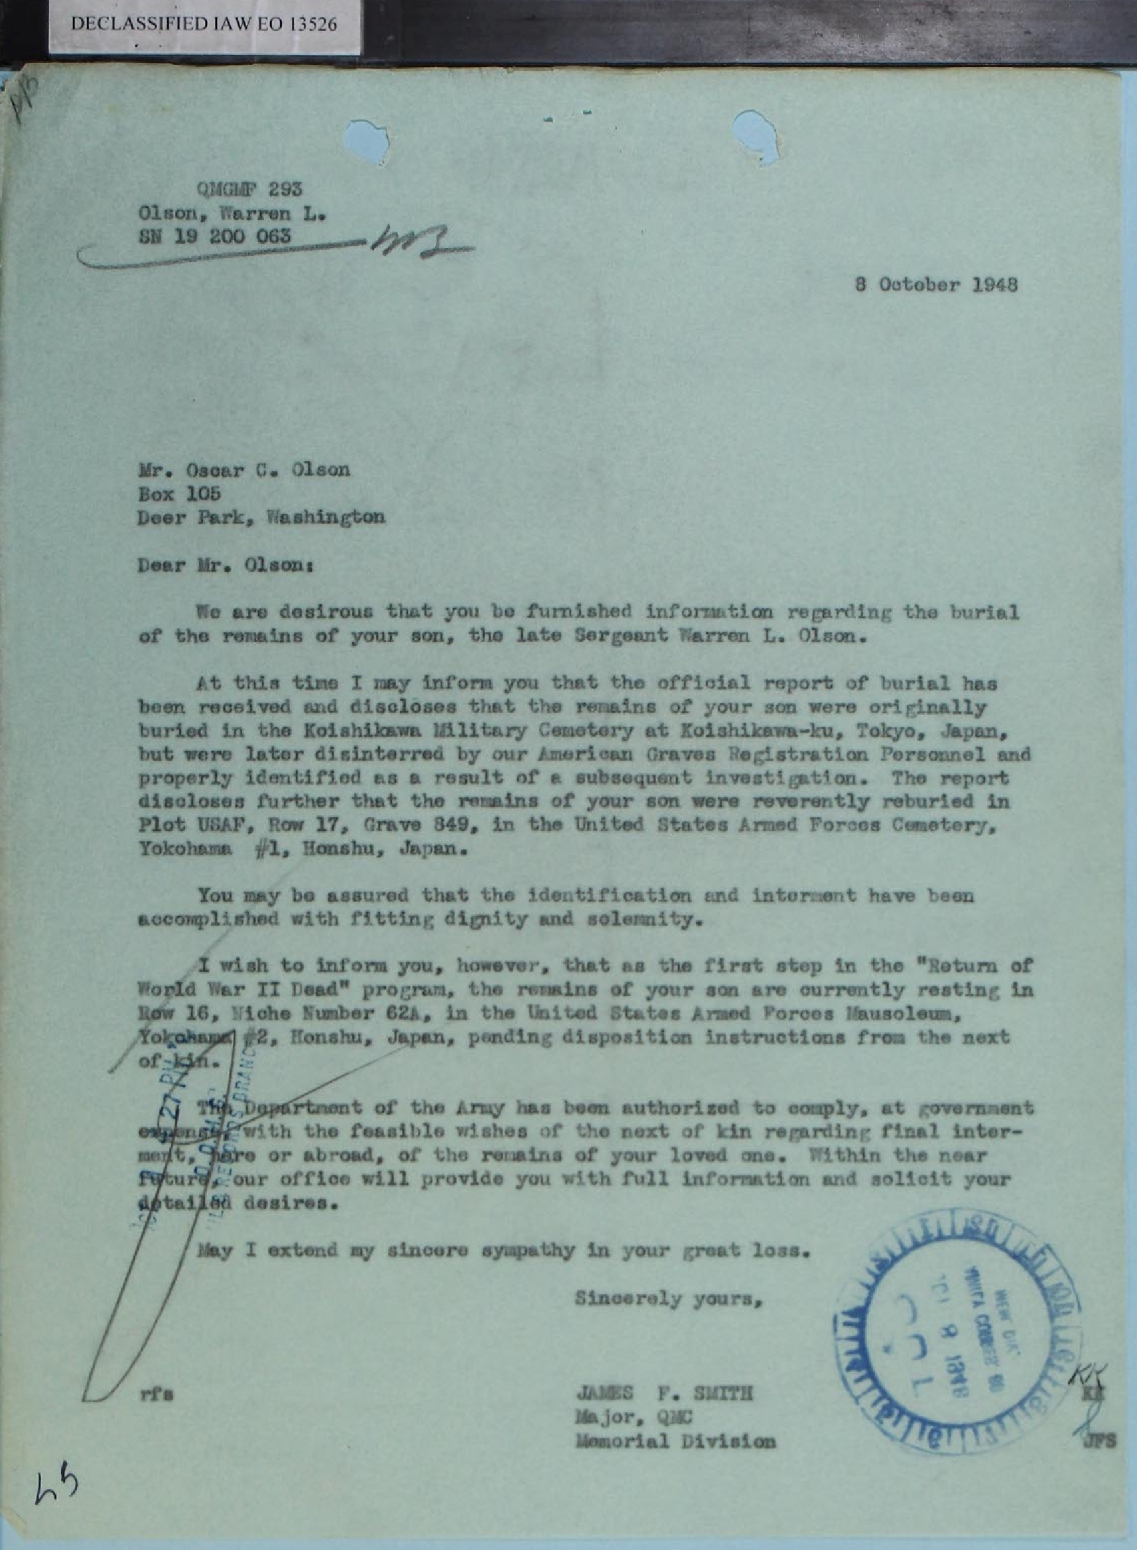 DECLASSIFIED IAW EO 13526
QMGMF 293
Olson, Warren L.
SN 19 200 063
8 October 1948
Mr. Oscar C. Olson
Box 105
Deer Park, Washington
Dear Mr. Olson:
We are desirous that you be furnished information regarding the burial
of the remains of your son, the late Sergeant Warren L. Olson.
At this time I may inform you that the official report of burial has
been received and discloses that the remains of your son were originally
buried in the Koishikawa Military Cemetery at Koishikawa-ku, Tokyo, Japan,
but were later disinterred by our American Graves Registration Personnel and
properly identified as a result of a subsequent investigation. The report
discloses further that the remains of your son were reverently reburied in
Plot USAF, Row 17, Grave 849, in the United States Armed Forces Cemetery,
Yokohama #1, Honshu, Japan.
You may be assured that the identification and interment have been
accomplished with fitting dignity and solemnity.
I wish to inform you, however, that as the first step in the "Return of
World War II Dead" program, the remains of your son are currently resting in
Row 16, Niche Number 62A, in the United States Armed Forces Mausoleum,
Yokohama #2, Honshu, Japan, pending disposition instructions from the next
of kin.
The Department of the Army has been authorized to comply, at government
expense, with the feasible wishes of the next of kin regarding final inter-
ment, here or abroad, of the remains of your loved one. Within the near
future, our office will provide you with full information and solicit your
detailed desires.
May I extend my sincere sympathy in your great loss.
Sincerely yours,
rfs
JAMES F. SMITH
Major, QMC
Memorial Division
KK
KK
JFS